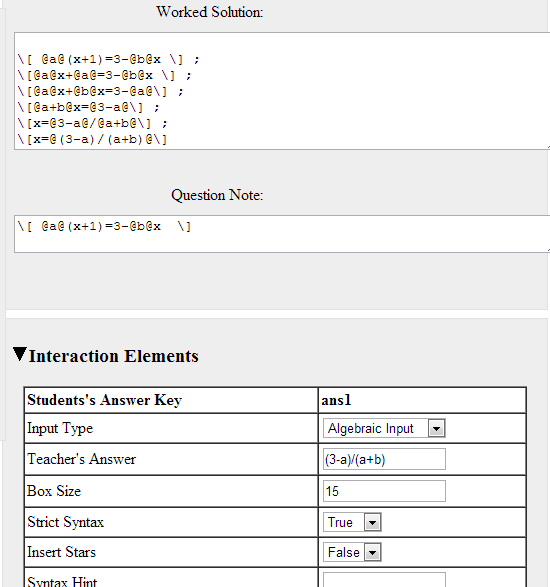 Worked Solution:
\[ @a@(x+1)=3-@b@x \] ;
\[@a@x+@a@=3-@b@x \] ;
\[@a@x+@b@x=3-@a@\] ;
\[@a+b@x=@3-a@\] ;
\[x=@3-a@/@a+b@\] ;
\[x=@(3-a)/(a+b)@\]
Question Note:
\[ @a@(x+1)=3-@b@x  \]
Interaction Elements
Students's Answer Key ans1
Input Type Algebraic Input
Teacher's Answer (3-a)/(a+b)
Box Size 15
Strict Syntax True
Insert Stars False
Syntax Hint